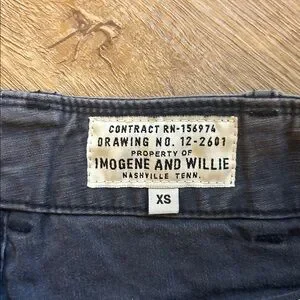 CONTRACT RN-156974
DRAWING NO. 12-2601
PROPERTY OF
IMOGENE AND WILLIE
NASHVILLE TENN.
XS